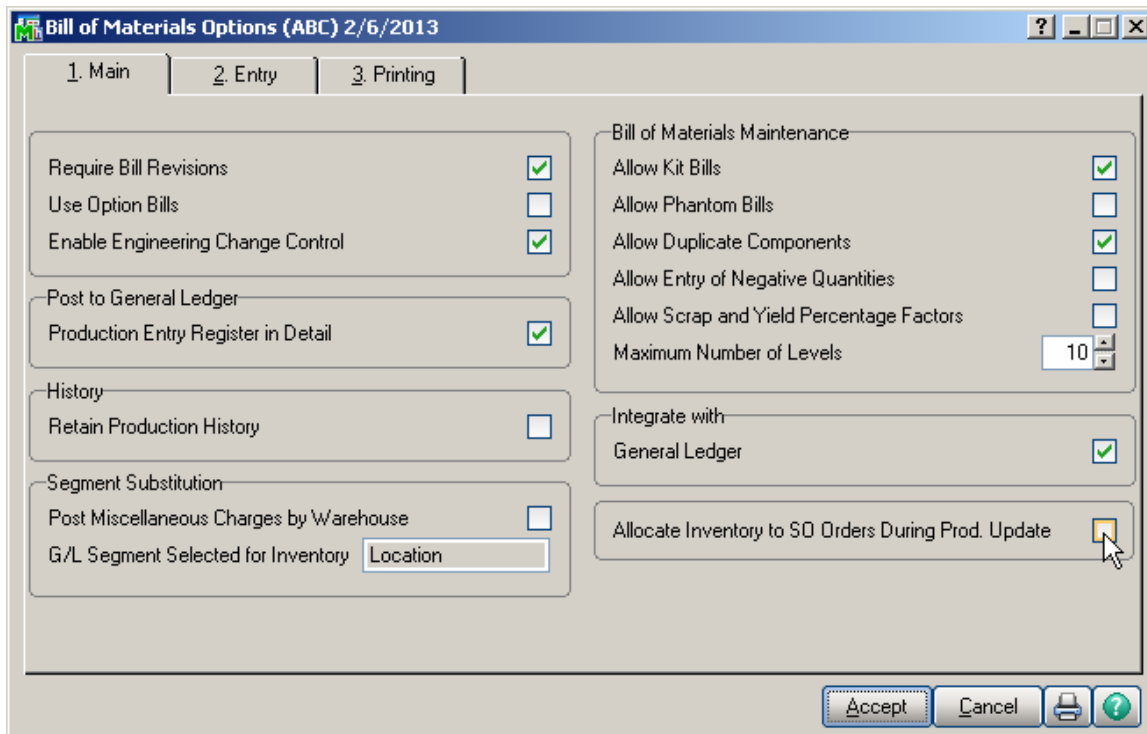 Bill of Materials Options (ABC) 2/6/2013
1. Main
2. Entry
3. Printing
Require Bill Revisions
Use Option Bills
Enable Engineering Change Control
Post to General Ledger
Production Entry Register in Detail
History
Retain Production History
Segment Substitution
Post Miscellaneous Charges by Warehouse
G/L Segment Selected for Inventory Location
Bill of Materials Maintenance
Allow Kit Bills
Allow Phantom Bills
Allow Duplicate Components
Allow Entry of Negative Quantities
Allow Scrap and Yield Percentage Factors
Maximum Number of Levels 10
Integrate with
General Ledger
Allocate Inventory to SO Orders During Prod. Update
Accept
Cancel